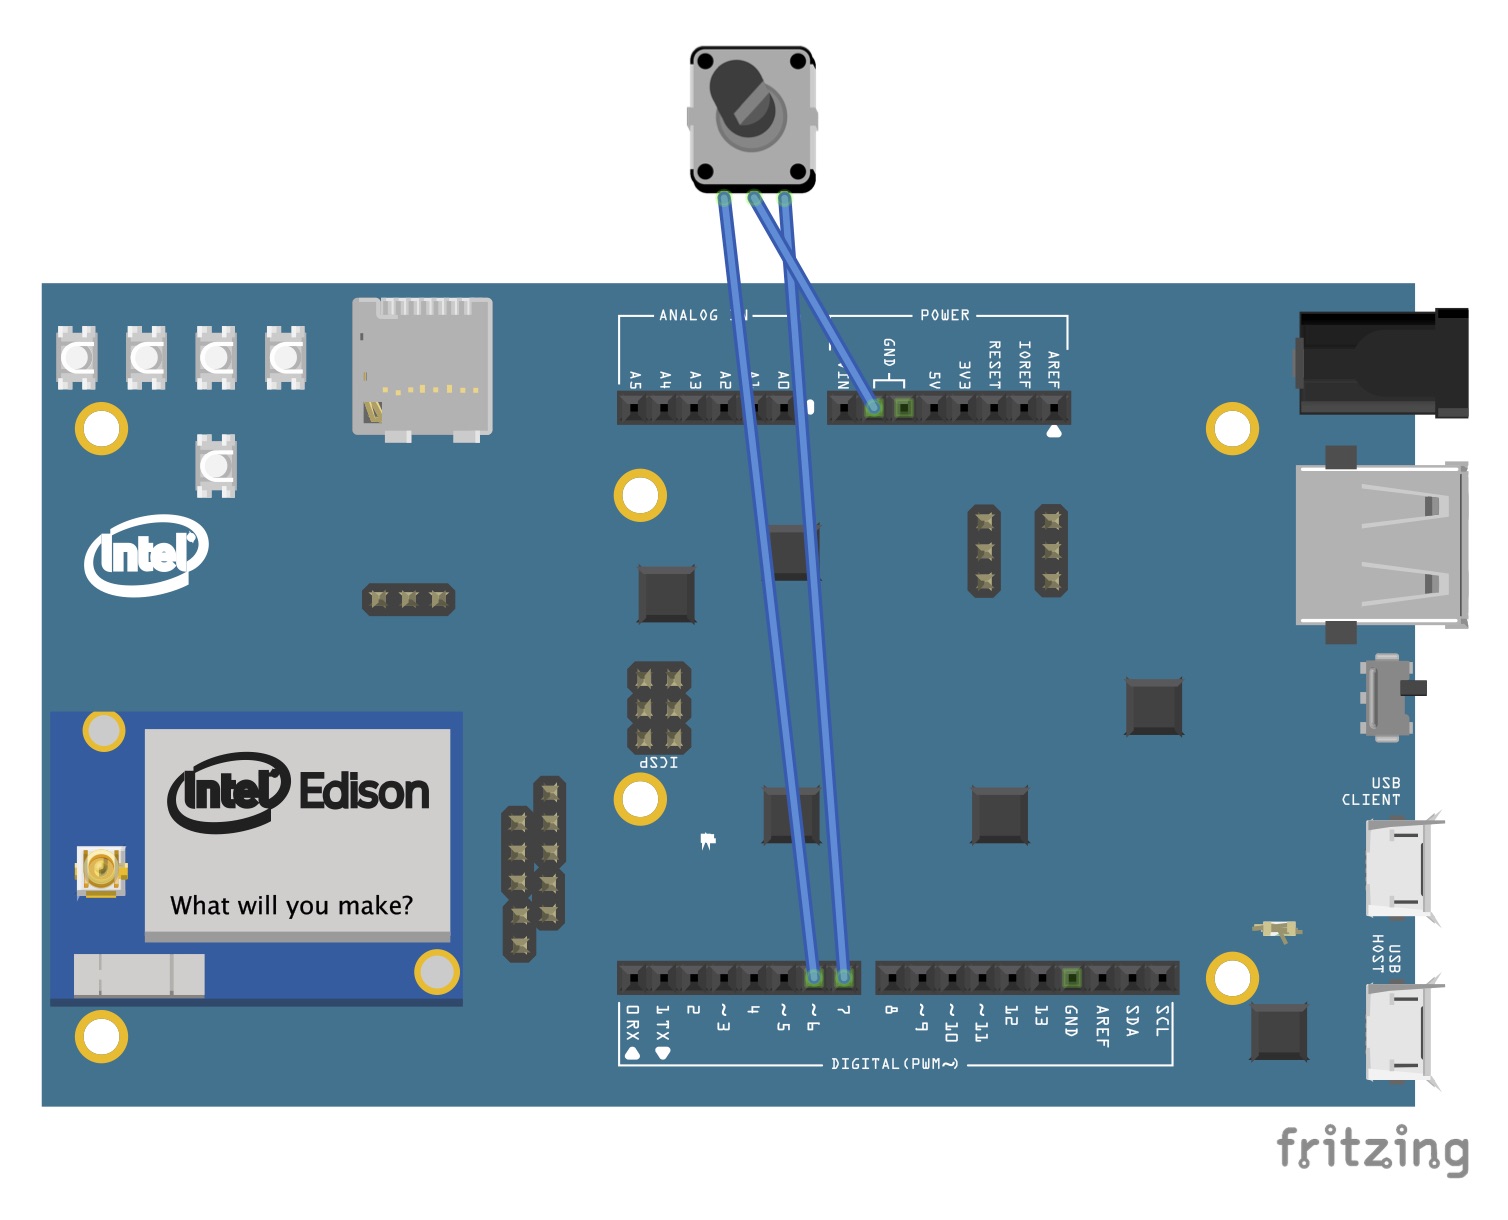 ANALOG IN
POWER
A5
A4
A3
A2
A1
A0
VIN
GND
5V
3V3
RESET
IOREF
AREF
intel
ICSP
intel Edison
What will you make?
USB
CLIENT
USB
HOST
0 RX
1 TX
2
~3
4
~5
~6
7
8
~9
~10
~11
12
13
GND
AREF
SDA
SCL
DIGITAL(PWM~)
fritzing